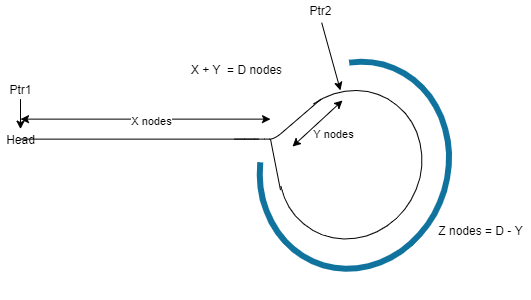 Ptr2
X + Y = D nodes
Ptr1
X nodes
Head
Y nodes
Z nodes = D - Y